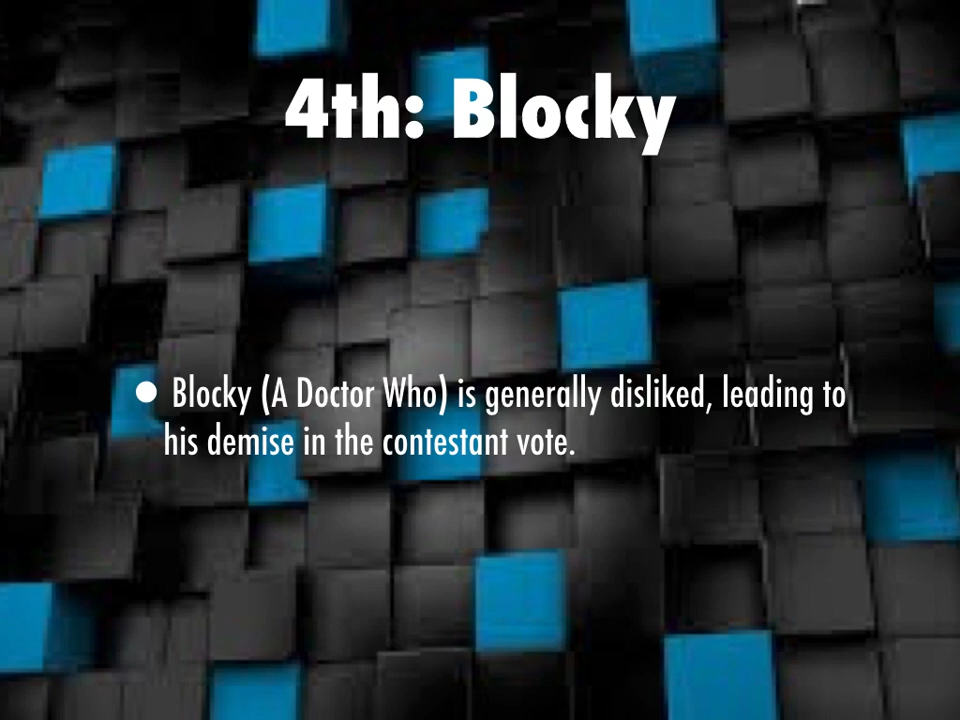 4th: Blocky
• Blocky (A Doctor Who) is generally disliked, leading to
his demise in the contestant vote.